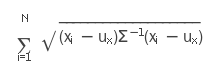 N
∑ √(xᵢ − uₓ)Σ⁻¹(xᵢ − uₓ)
i=1